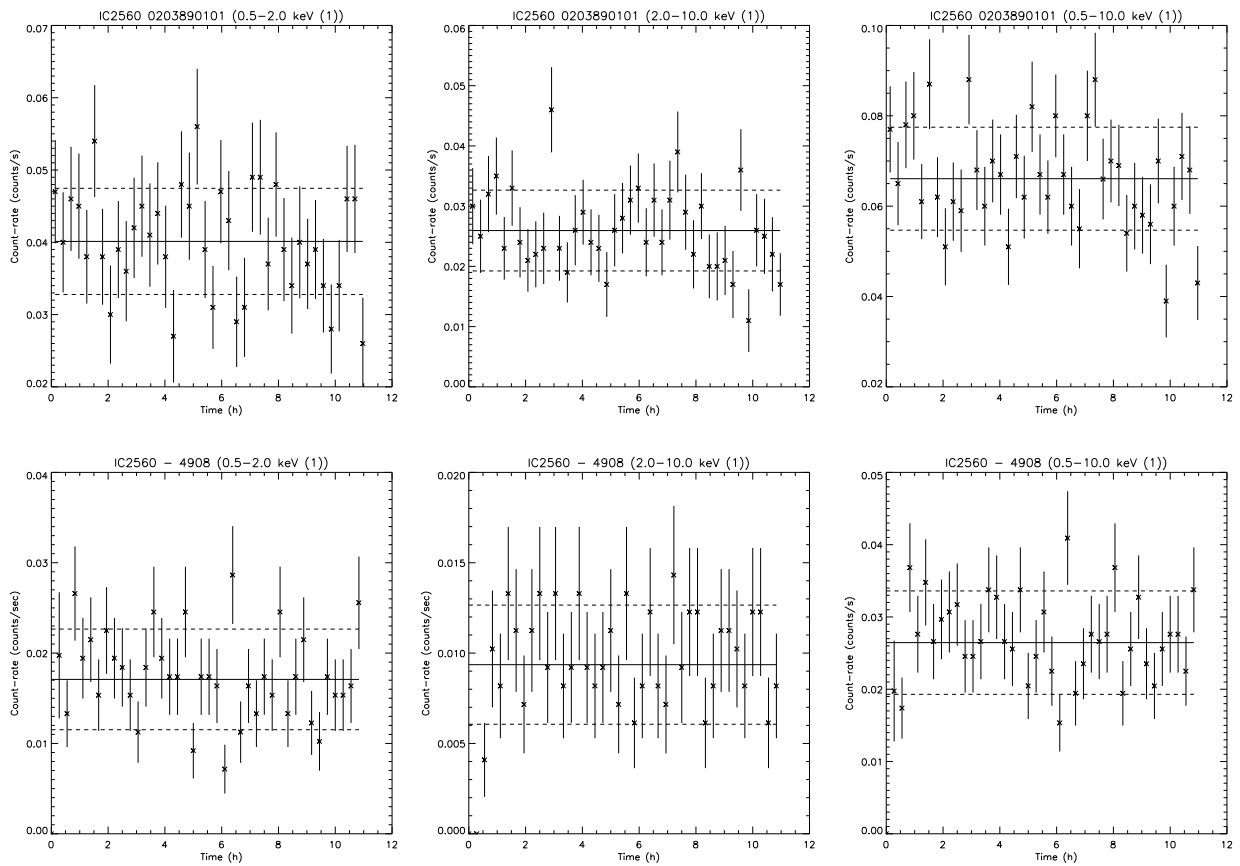 IC2560 0203890101 (0.5−2.0 keV (1))
0.07
0.06
0.05
0.04
0.03
0.02
Count−rate (counts/s)
0 2 4 6 8 10 12
Time (h)
IC2560 0203890101 (2.0−10.0 keV (1))
0.06
0.05
0.04
0.03
0.02
0.01
0.00
Count−rate (counts/s)
0 2 4 6 8 10 12
Time (h)
IC2560 0203890101 (0.5−10.0 keV (1))
0.10
0.08
0.06
0.04
0.02
Count−rate (counts/s)
0 2 4 6 8 10 12
Time (h)
IC2560 − 4908 (0.5−2.0 keV (1))
0.04
0.03
0.02
0.01
0.00
Count−rate (counts/sec)
0 2 4 6 8 10 12
Time (h)
IC2560 − 4908 (2.0−10.0 keV (1))
0.020
0.015
0.010
0.005
0.000
Count−rate (counts/sec)
0 2 4 6 8 10 12
Time (h)
IC2560 − 4908 (0.5−10.0 keV (1))
0.05
0.04
0.03
0.02
0.01
0.00
Count−rate (counts/s)
0 2 4 6 8 10 12
Time (h)